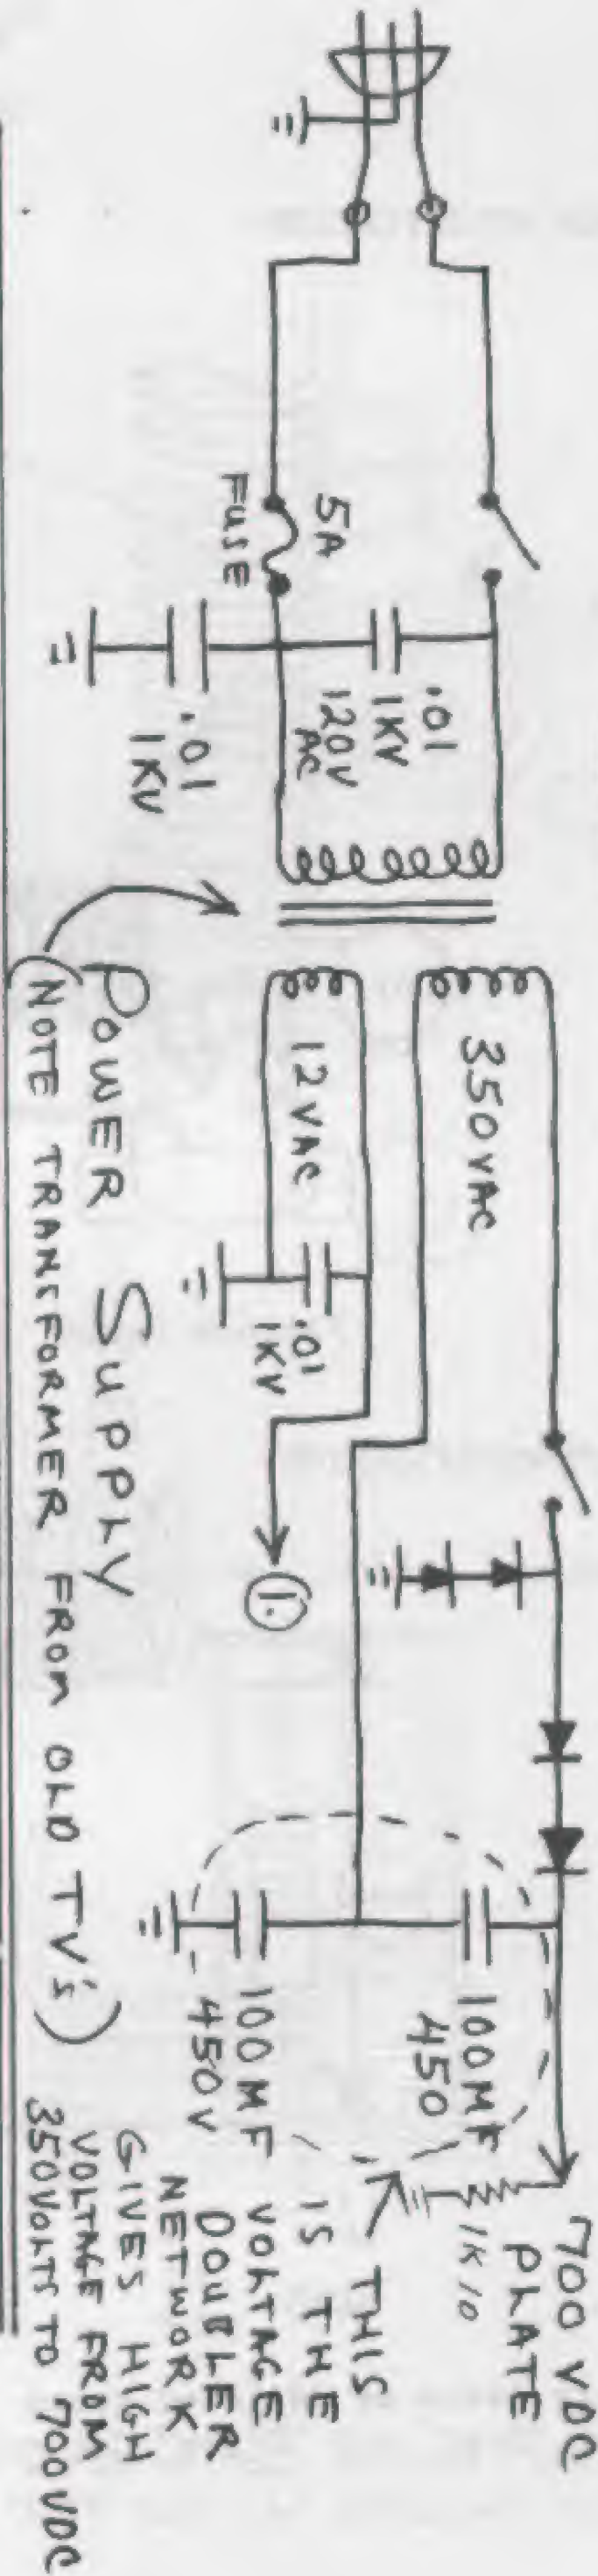 5A
FUSE
.01
1KV
120V
AC
.01
1KV
350VAC
12VAC
.01
1KV
1.
100MF
450
100MF
450V
700 VDC
PLATE
THIS
IS THE
VOLTAGE
DOUBLER
NETWORK
GIVES HIGH
VOLTAGE FROM
350VOLTS TO 700VDC
POWER SUPPLY
(NOTE TRANSFORMER FROM OLD TV's)